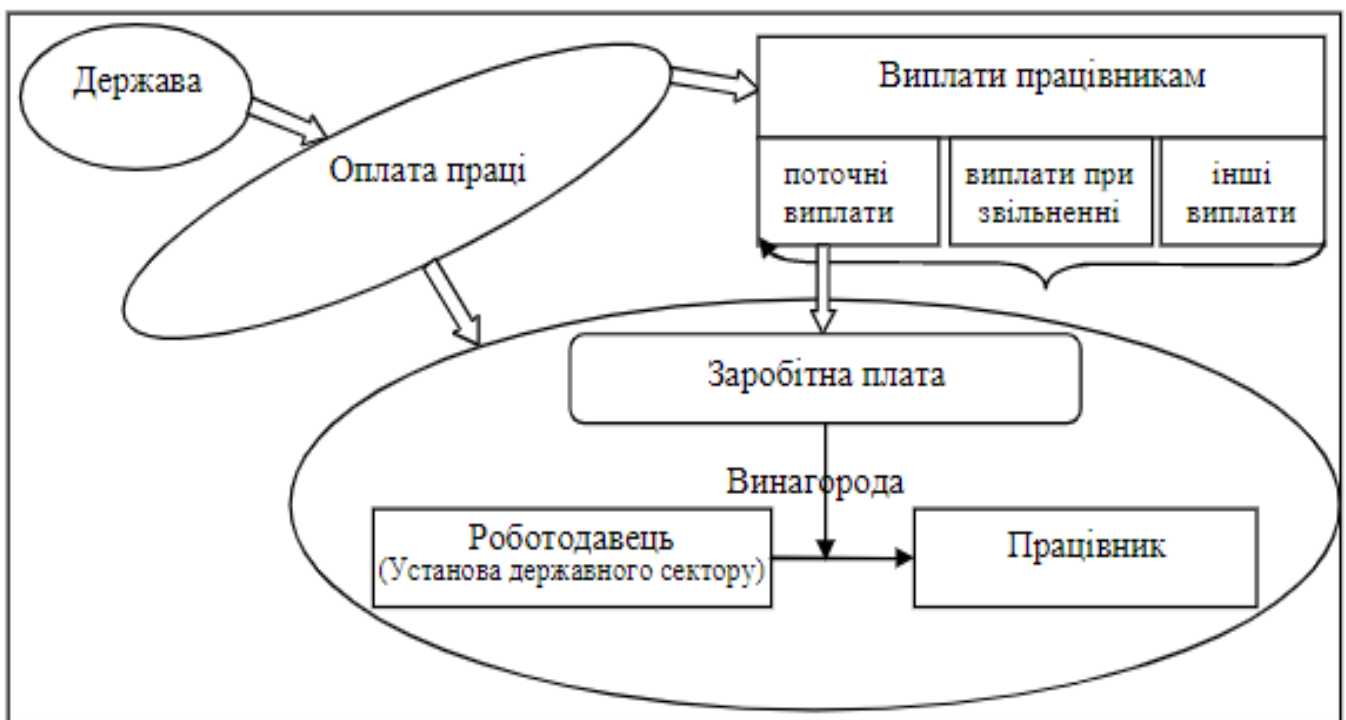 Держава
Оплата праці
Виплати працівникам
поточні
виплати
виплати при
звільненні
інші
виплати
Заробітна плата
Винагорода
Роботодавець
(Установа державного сектору)
Працівник